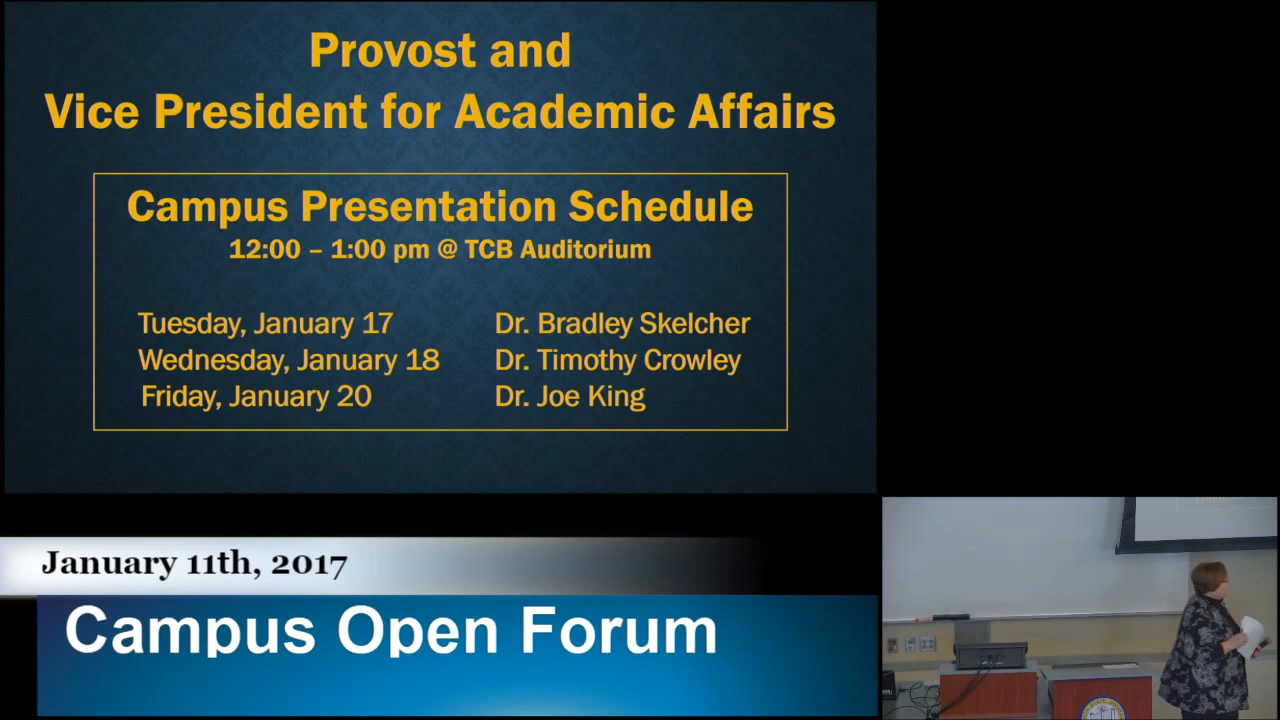 Provost and
Vice President for Academic Affairs
Campus Presentation Schedule
12:00 – 1:00 pm @ TCB Auditorium
Tuesday, January 17 Dr. Bradley Skelcher
Wednesday, January 18 Dr. Timothy Crowley
Friday, January 20 Dr. Joe King
January 11th, 2017
Campus Open Forum